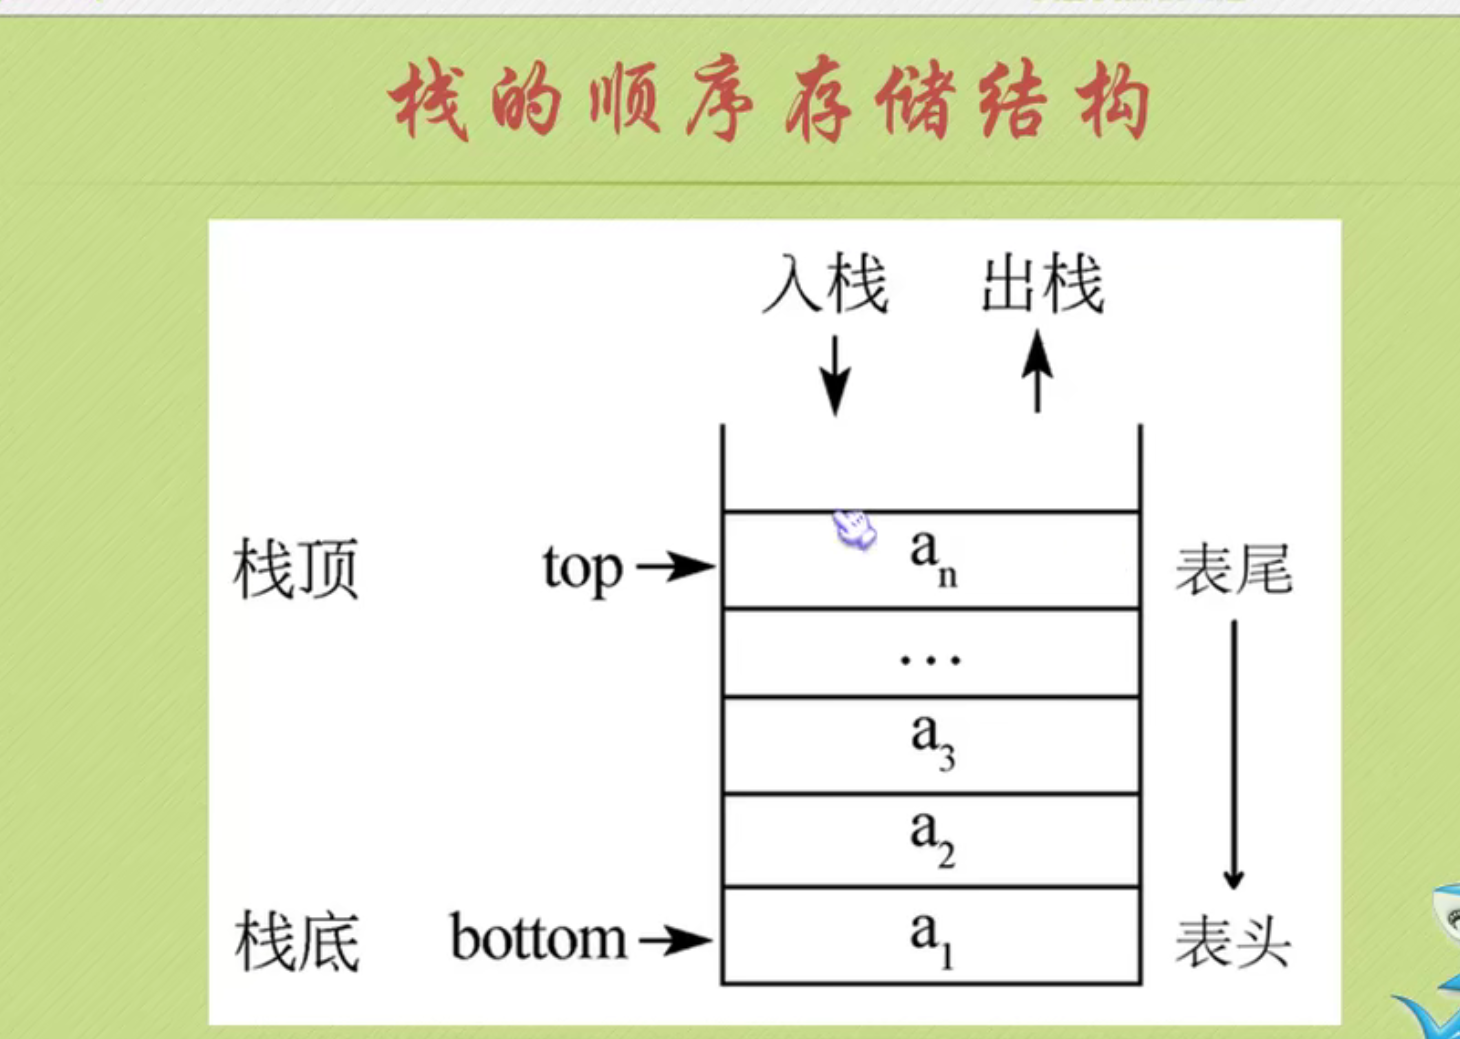 栈的顺序存储结构
入栈 出栈
栈顶 top a_n 表尾
...
a_3
a_2
栈底 bottom a_1 表头